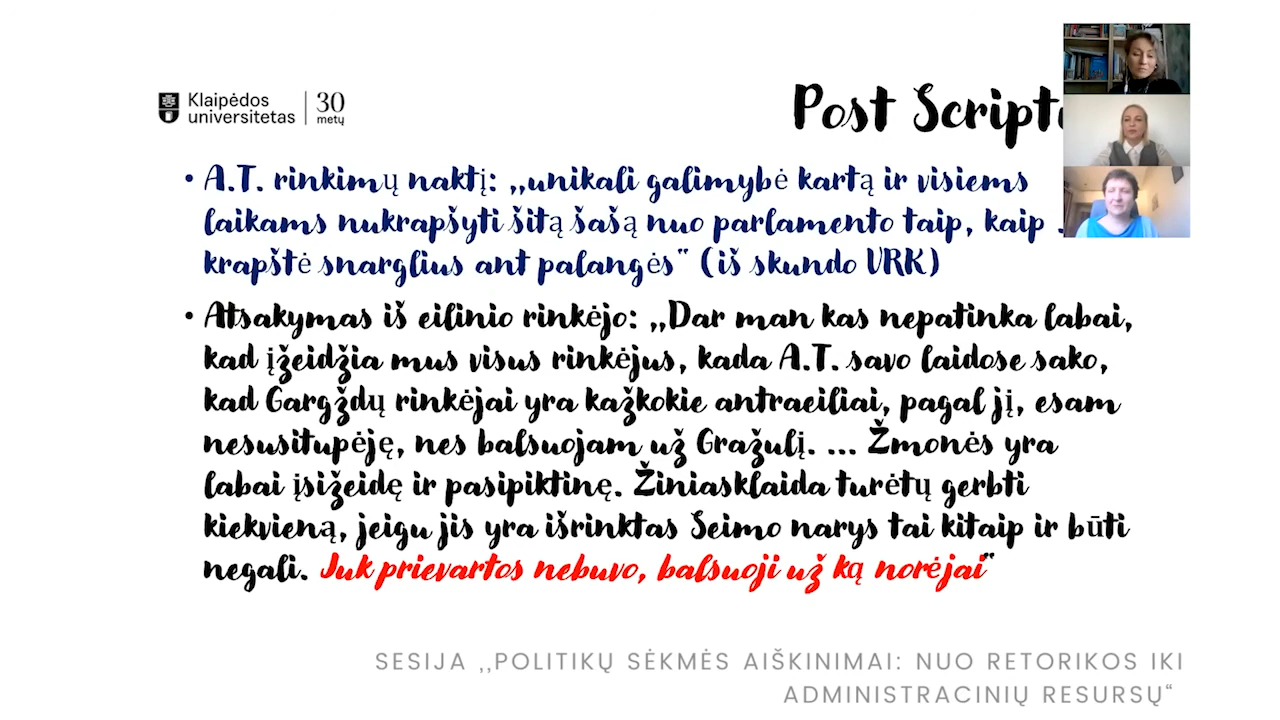 Klaipėdos
universitetas
30
metų
Post
A.T. rinkimų naktį: ,,unikali galimybė kartą ir visiems
laikams nukrapšyti šitą šašą nuo parlamento taip, kaip
krapštė snarglius ant palangės“ (iš skundo VRK)
Atsakymas iš eilinio rinkėjo: ,,Dar man kas nepatinka labai,
kad įžeidžia mus visus rinkėjus, kada A.T. savo laidose sako,
kad Gargždų rinkėjai yra kažkokie antraeiliai, pagal jį, esam
nesusitupėję, nes balsuojam už Gražulį. ... Žmonės yra
labai įsižeidę ir pasipiktinę. Žiniasklaida turėtų gerbti
kiekvieną, jeigu jis yra išrinktas Seimo narys tai kitaip ir būti
negali. Juk prievartos nebuvo, balsuoji už ką norėjai“
SESIJA ,,POLITIKŲ SĖKMĖS AIŠKINIMAI: NUO RETORIKOS IKI
ADMINISTRACINIŲ RESURSŲ“